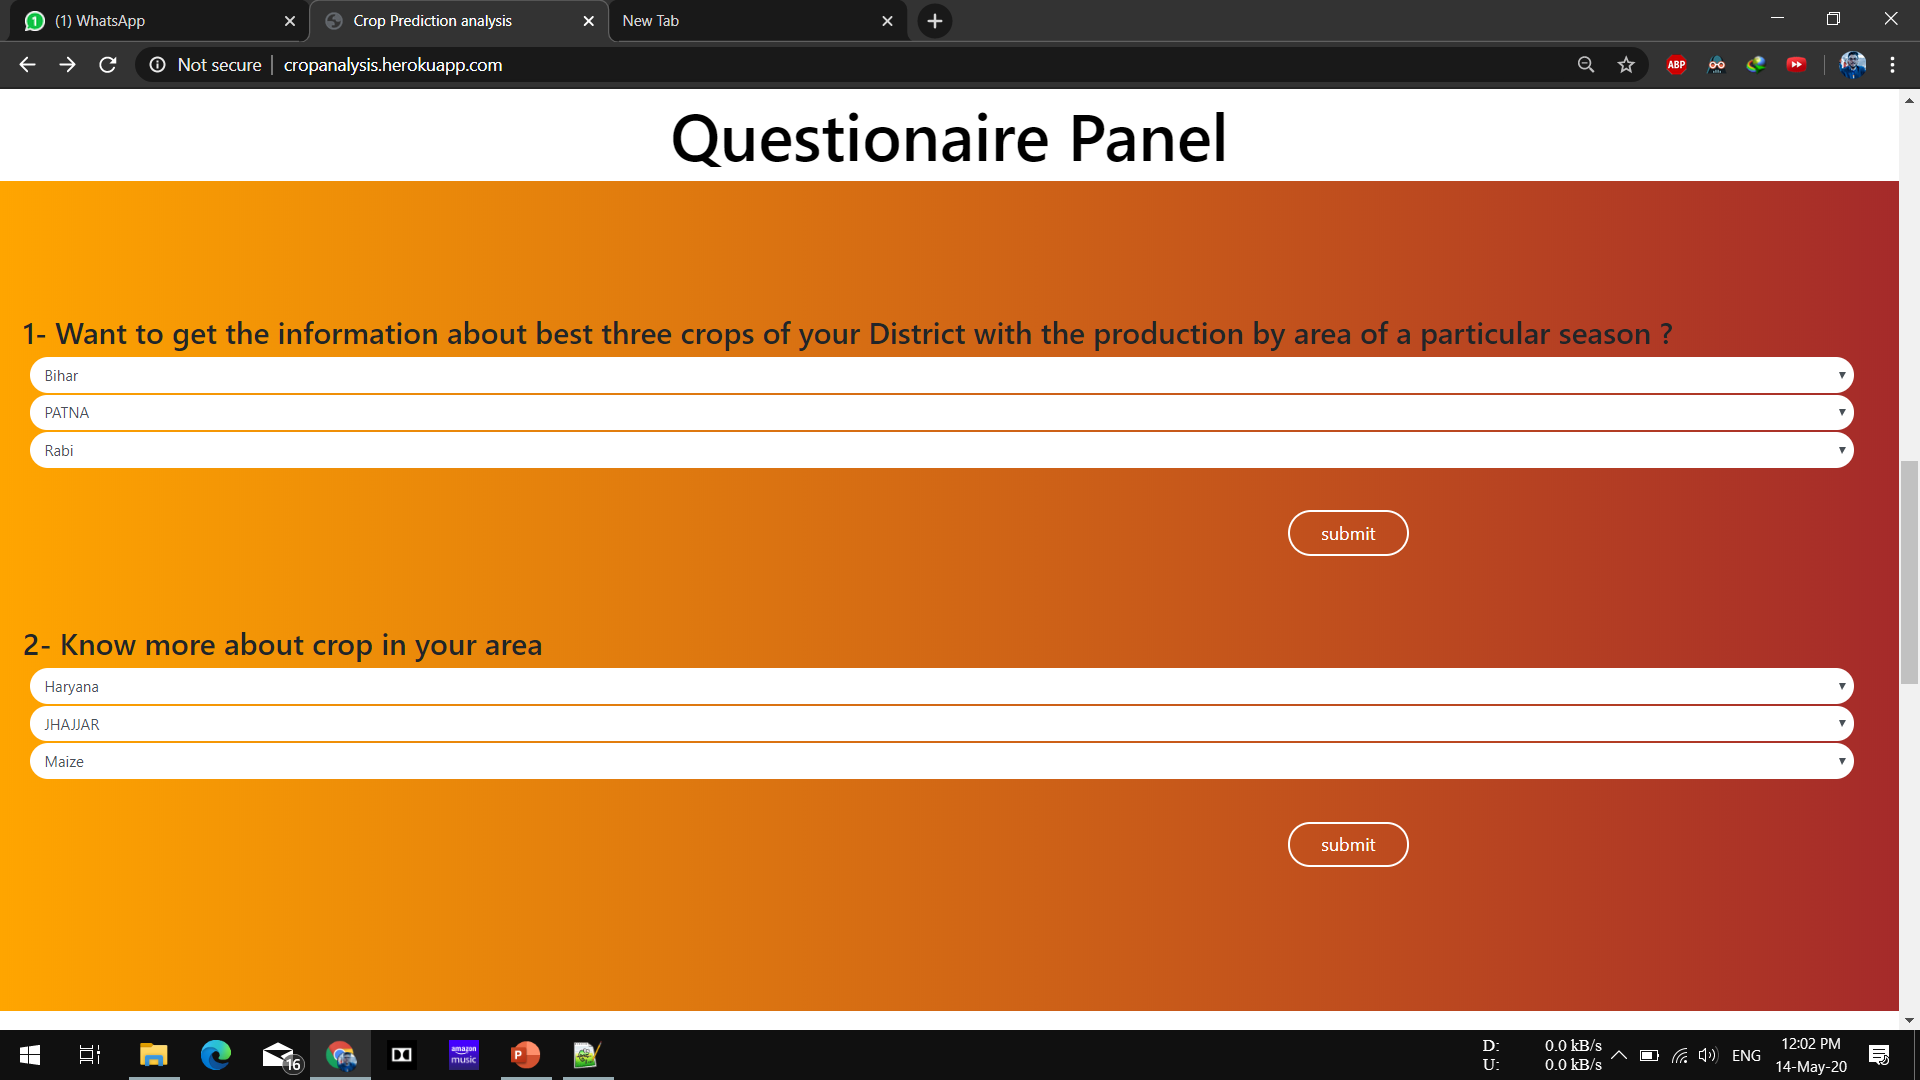 (1) WhatsApp
Crop Prediction analysis
New Tab
Not secure
cropanalysis.herokuapp.com
ABP
Questionaire Panel
1- Want to get the information about best three crops of your District with the production by area of a particular season ?
Bihar
PATNA
Rabi
submit
2- Know more about crop in your area
Haryana
JHAJJAR
Maize
submit
16
amazon
music
P
D: 0.0 kB/s
U: 0.0 kB/s
ENG
12:02 PM
14-May-20